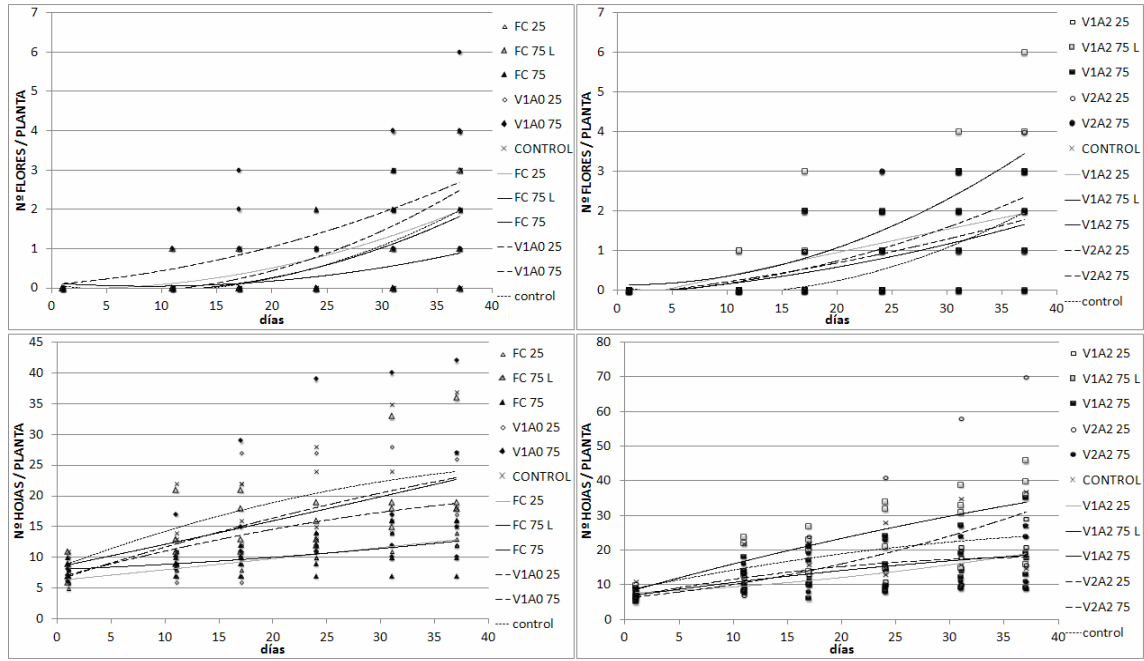 Nº FLORES / PLANTA
7
6
5
4
3
2
1
0
0 5 10 15 20 25 30 35 40
días
FC 25
FC 75 L
FC 75
V1A0 25
V1A0 75
CONTROL
FC 25
FC 75 L
FC 75
V1A0 25
V1A0 75
control
Nº FLORES / PLANTA
7
6
5
4
3
2
1
0
0 5 10 15 20 25 30 35 40
días
V1A2 25
V1A2 75 L
V1A2 75
V2A2 25
V2A2 75
CONTROL
V1A2 25
V1A2 75 L
V1A2 75
V2A2 25
V2A2 75
control
Nº HOJAS / PLANTA
45
40
35
30
25
20
15
10
5
0
0 5 10 15 20 25 30 35 40
días
FC 25
FC 75 L
FC 75
V1A0 25
V1A0 75
CONTROL
FC 25
FC 75 L
FC 75
V1A0 25
V1A0 75
control
Nº HOJAS / PLANTA
80
70
60
50
40
30
20
10
0
0 5 10 15 20 25 30 35 40
días
V1A2 25
V1A2 75 L
V1A2 75
V2A2 25
V2A2 75
CONTROL
V1A2 25
V1A2 75 L
V1A2 75
V2A2 25
V2A2 75
control